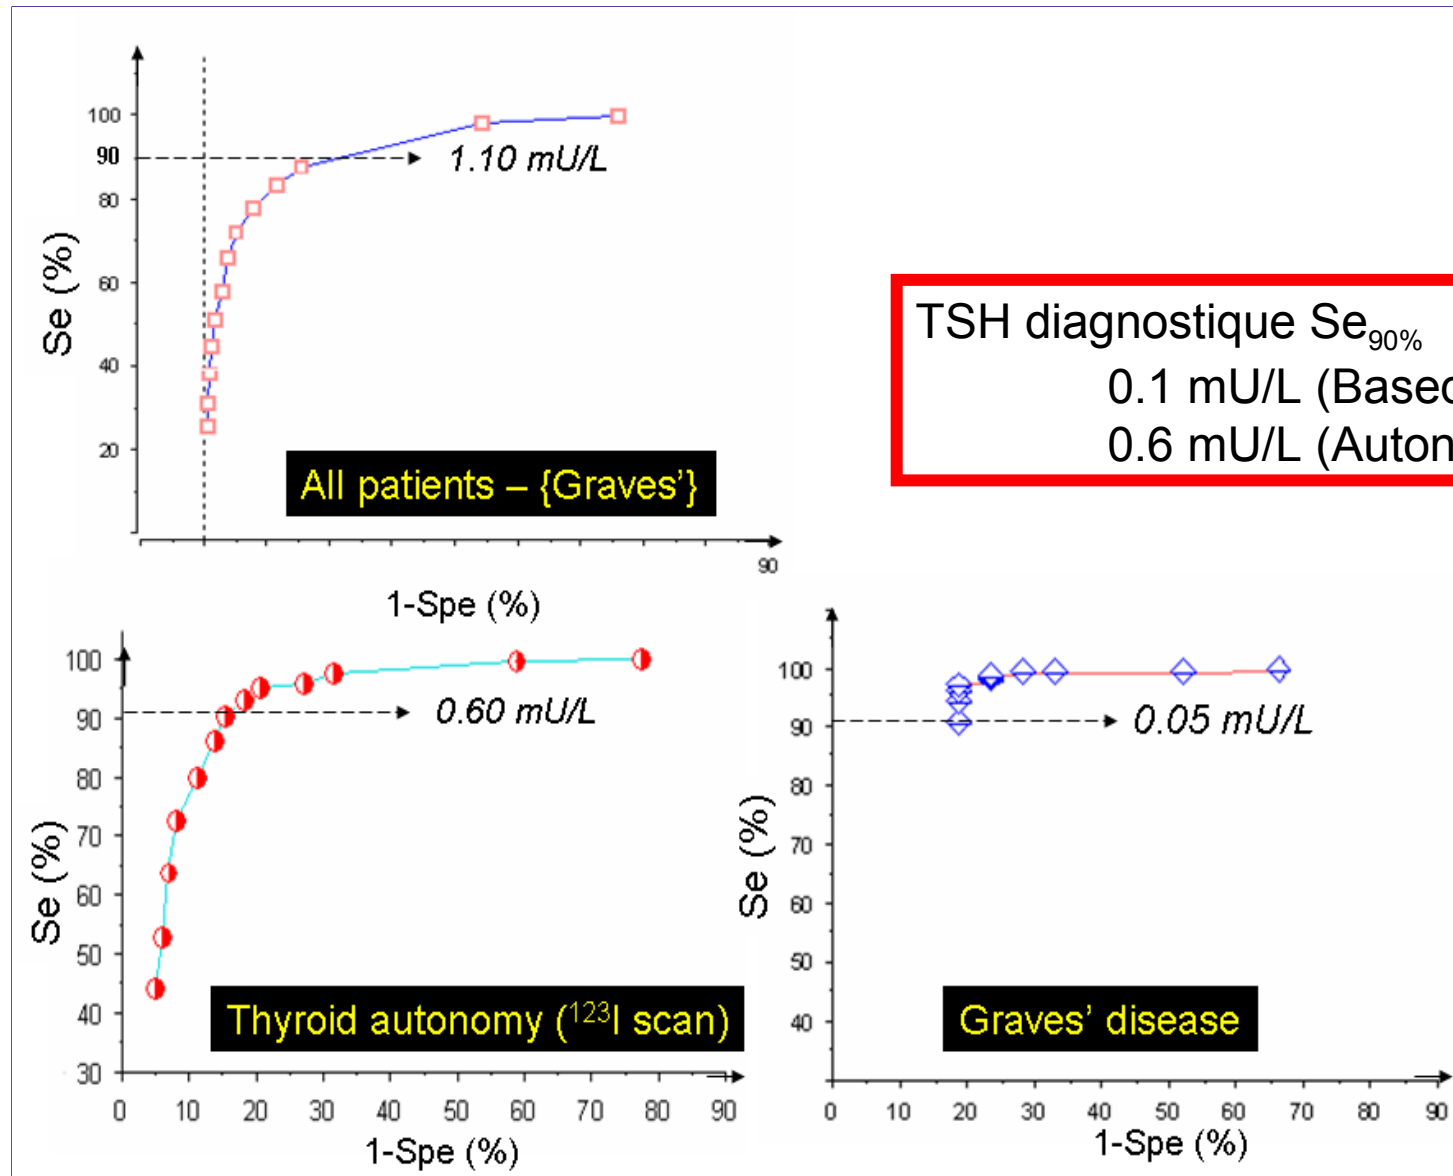 100
90
80
60
40
20
Se (%)
1.10 mU/L
All patients – {Graves'}
90
1-Spe (%)
TSH diagnostique Se90%
0.1 mU/L (Based
0.6 mU/L (Auton
100
90
80
70
60
50
40
30
Se (%)
0.60 mU/L
Thyroid autonomy (123I scan)
0 10 20 30 40 50 60 70 80 90
1-Spe (%)
100
90
80
70
60
50
40
Se (%)
0.05 mU/L
Graves' disease
0 10 20 30 40 50 60 70 80 90
1-Spe (%)